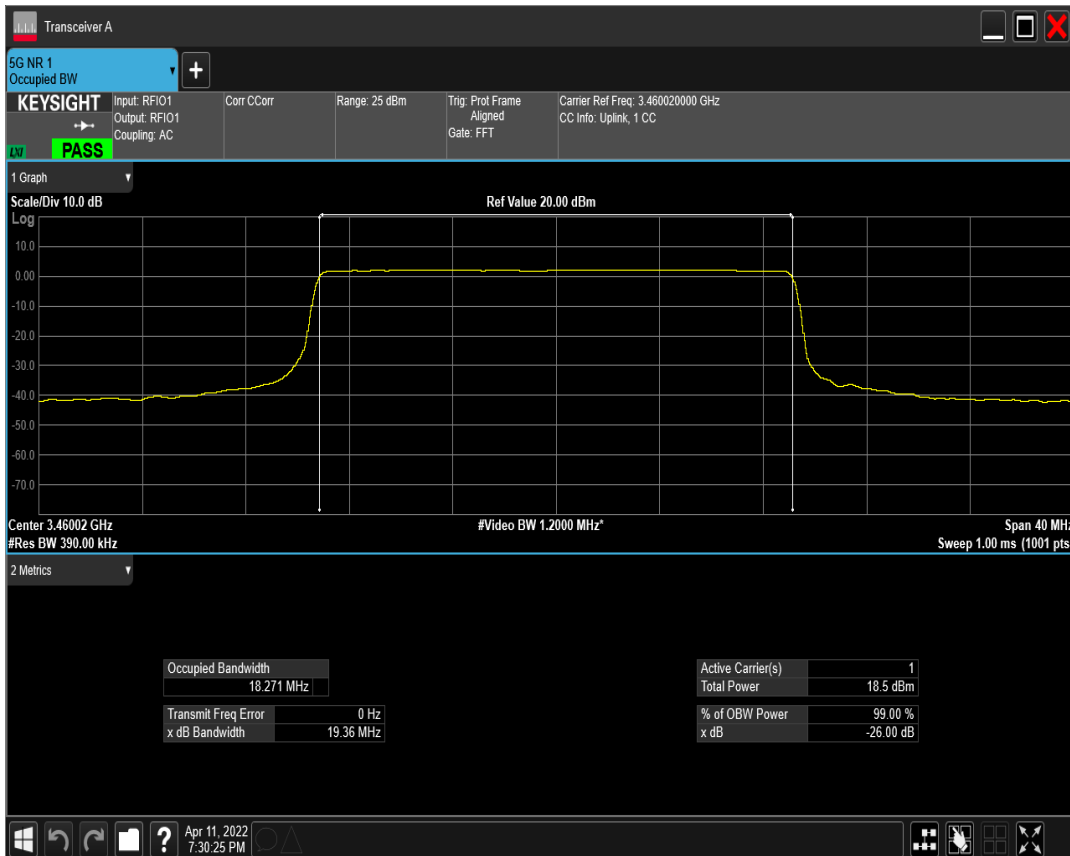 Transceiver A
5G NR 1
Occupied BW
KEYSIGHT
LXI
PASS
Input: RFIO1
Output: RFIO1
Coupling: AC
Corr CCorr
Range: 25 dBm
Trig: Prot Frame
Aligned
Gate: FFT
Carrier Ref Freq: 3.460020000 GHz
CC Info: Uplink, 1 CC
1 Graph
Scale/Div 10.0 dB
Ref Value 20.00 dBm
Log
10.0
0.00
-10.0
-20.0
-30.0
-40.0
-50.0
-60.0
-70.0
Center 3.46002 GHz
#Video BW 1.2000 MHz*
Span 40 MHz
#Res BW 390.00 kHz
Sweep 1.00 ms (1001 pts
2 Metrics
Occupied Bandwidth
18.271 MHz
Transmit Freq Error 0 Hz
x dB Bandwidth 19.36 MHz
Active Carrier(s) 1
Total Power 18.5 dBm
% of OBW Power 99.00 %
x dB -26.00 dB
?
Apr 11, 2022
7:30:25 PM